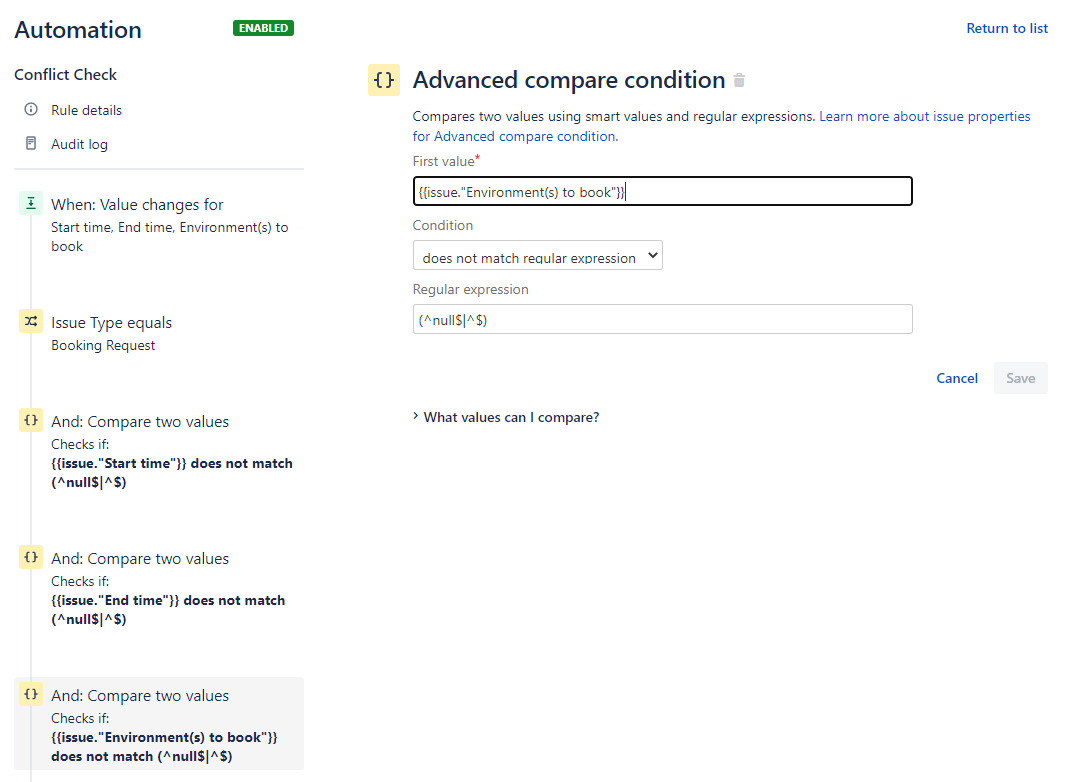 Automation
ENABLED
Return to list
Conflict Check
Rule details
Audit log
When: Value changes for
Start time, End time, Environment(s) to
book
Issue Type equals
Booking Request
And: Compare two values
Checks if:
{{issue."Start time"}} does not match
(^null$|^$)
And: Compare two values
Checks if:
{{issue."End time"}} does not match
(^null$|^$)
And: Compare two values
Checks if:
{{issue."Environment(s) to book"}}
does not match (^null$|^$)
{} Advanced compare condition
Compares two values using smart values and regular expressions. Learn more about issue properties
for Advanced compare condition.
First value*
{{issue."Environment(s) to book"}}
Condition
does not match regular expression
Regular expression
(^null$|^$)
Cancel
Save
What values can I compare?